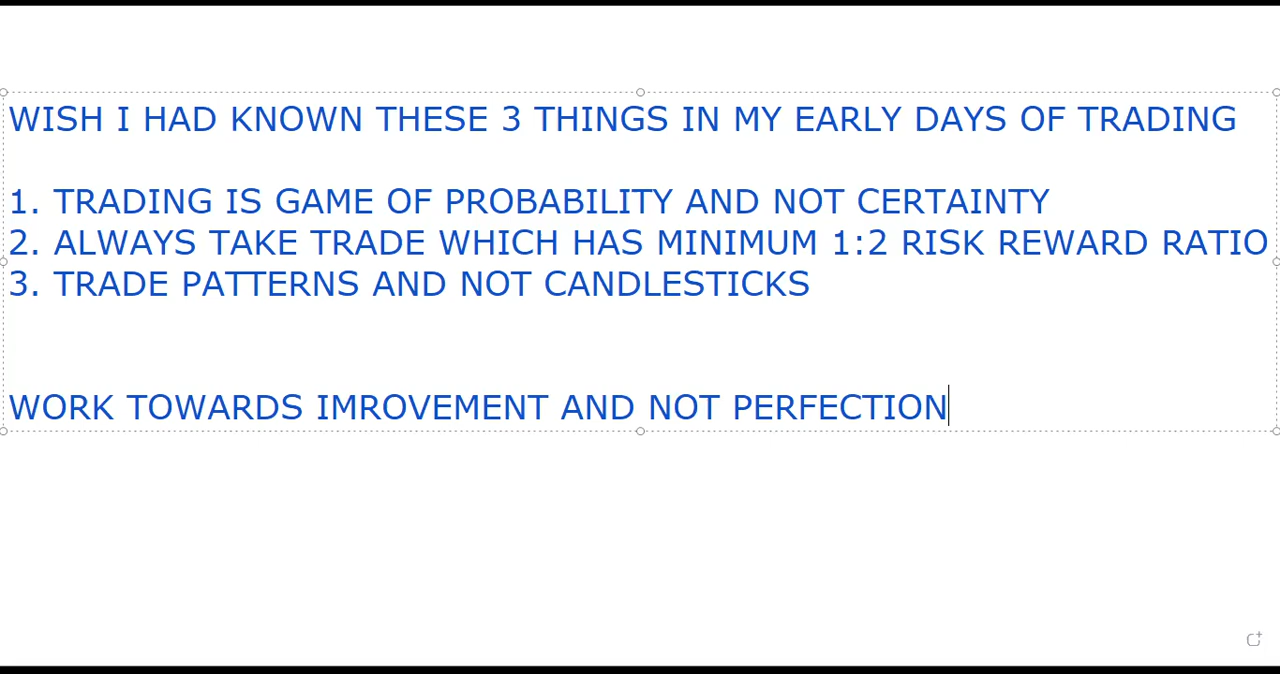 WISH I HAD KNOWN THESE 3 THINGS IN MY EARLY DAYS OF TRADING
1. TRADING IS GAME OF PROBABILITY AND NOT CERTAINTY
2. ALWAYS TAKE TRADE WHICH HAS MINIMUM 1:2 RISK REWARD RATIO
3. TRADE PATTERNS AND NOT CANDLESTICKS
WORK TOWARDS IMROVEMENT AND NOT PERFECTION